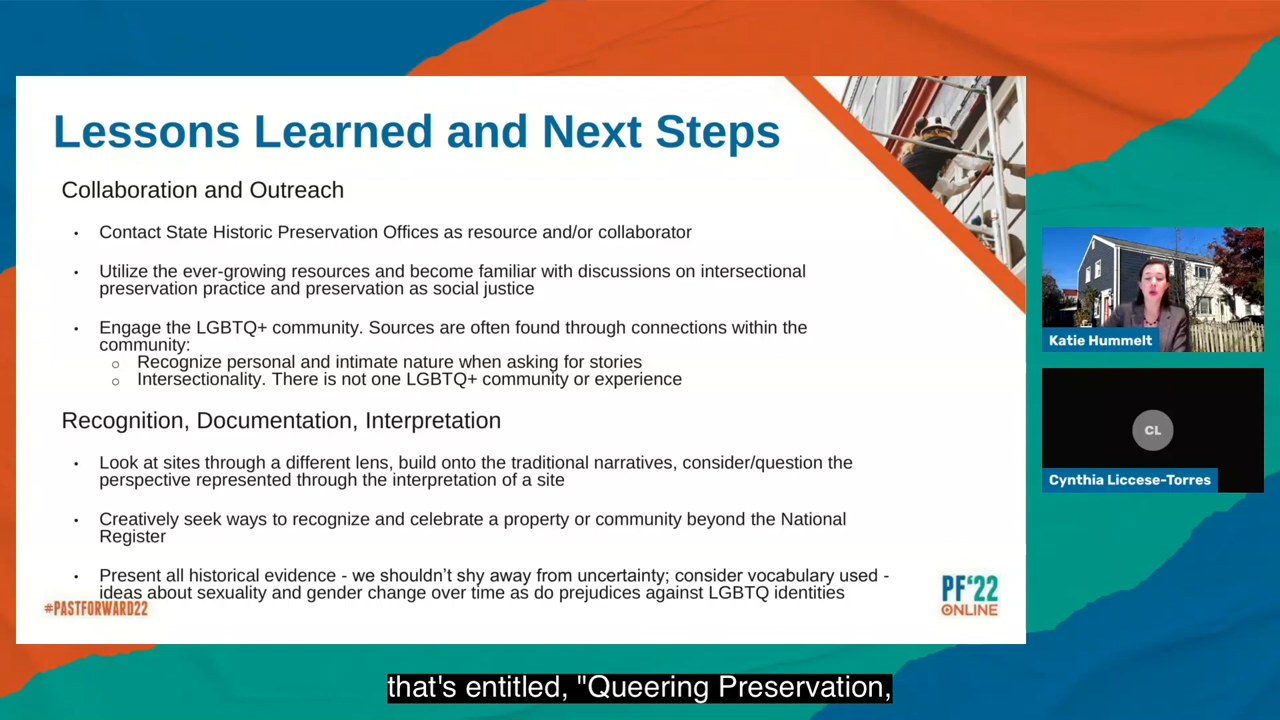 Lessons Learned and Next Steps
Collaboration and Outreach
• Contact State Historic Preservation Offices as resource and/or collaborator
• Utilize the ever-growing resources and become familiar with discussions on intersectional
preservation practice and preservation as social justice
• Engage the LGBTQ+ community. Sources are often found through connections within the
community:
o Recognize personal and intimate nature when asking for stories
o Intersectionality. There is not one LGBTQ+ community or experience
Recognition, Documentation, Interpretation
• Look at sites through a different lens, build onto the traditional narratives, consider/question the
perspective represented through the interpretation of a site
• Creatively seek ways to recognize and celebrate a property or community beyond the National
Register
• Present all historical evidence - we shouldn’t shy away from uncertainty; consider vocabulary used -
ideas about sexuality and gender change over time as do prejudices against LGBTQ identities
#PASTFORWARD22
PF‘22
ONLINE
Katie Hummelt
CL
Cynthia Liccese-Torres
that's entitled, "Queering Preservation,